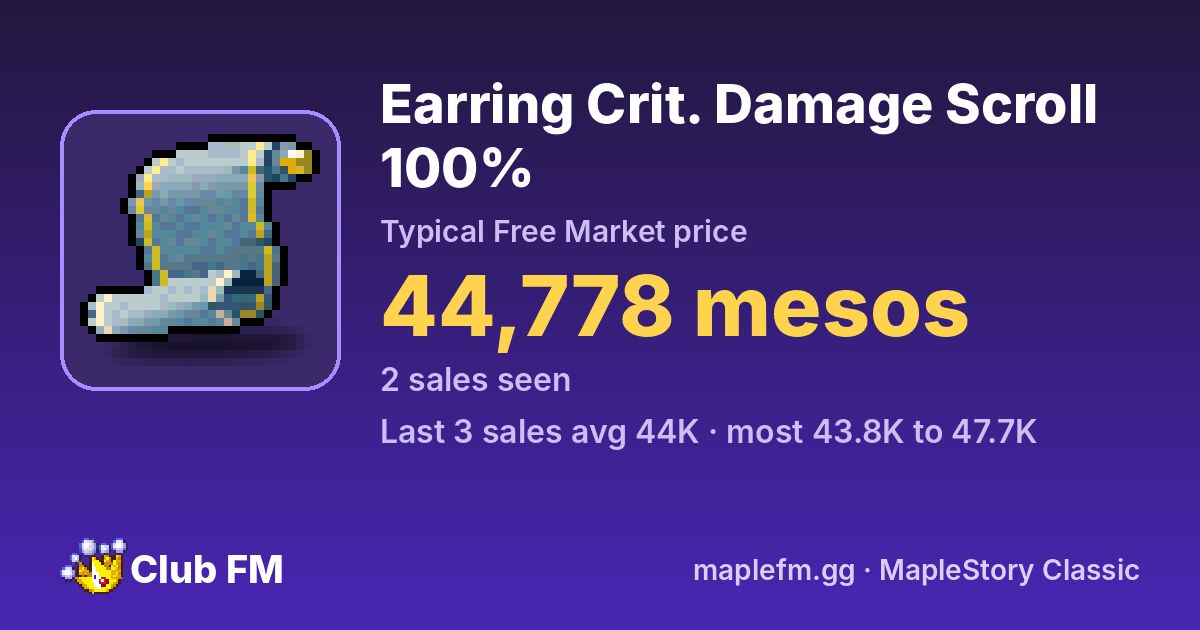 Earring Crit. Damage Scroll
100%
Typical Free Market price
44,778 mesos
2 sales seen
Last 3 sales avg 44K · most 43.8K to 47.7K
Club FM
maplefm.gg · MapleStory Classic